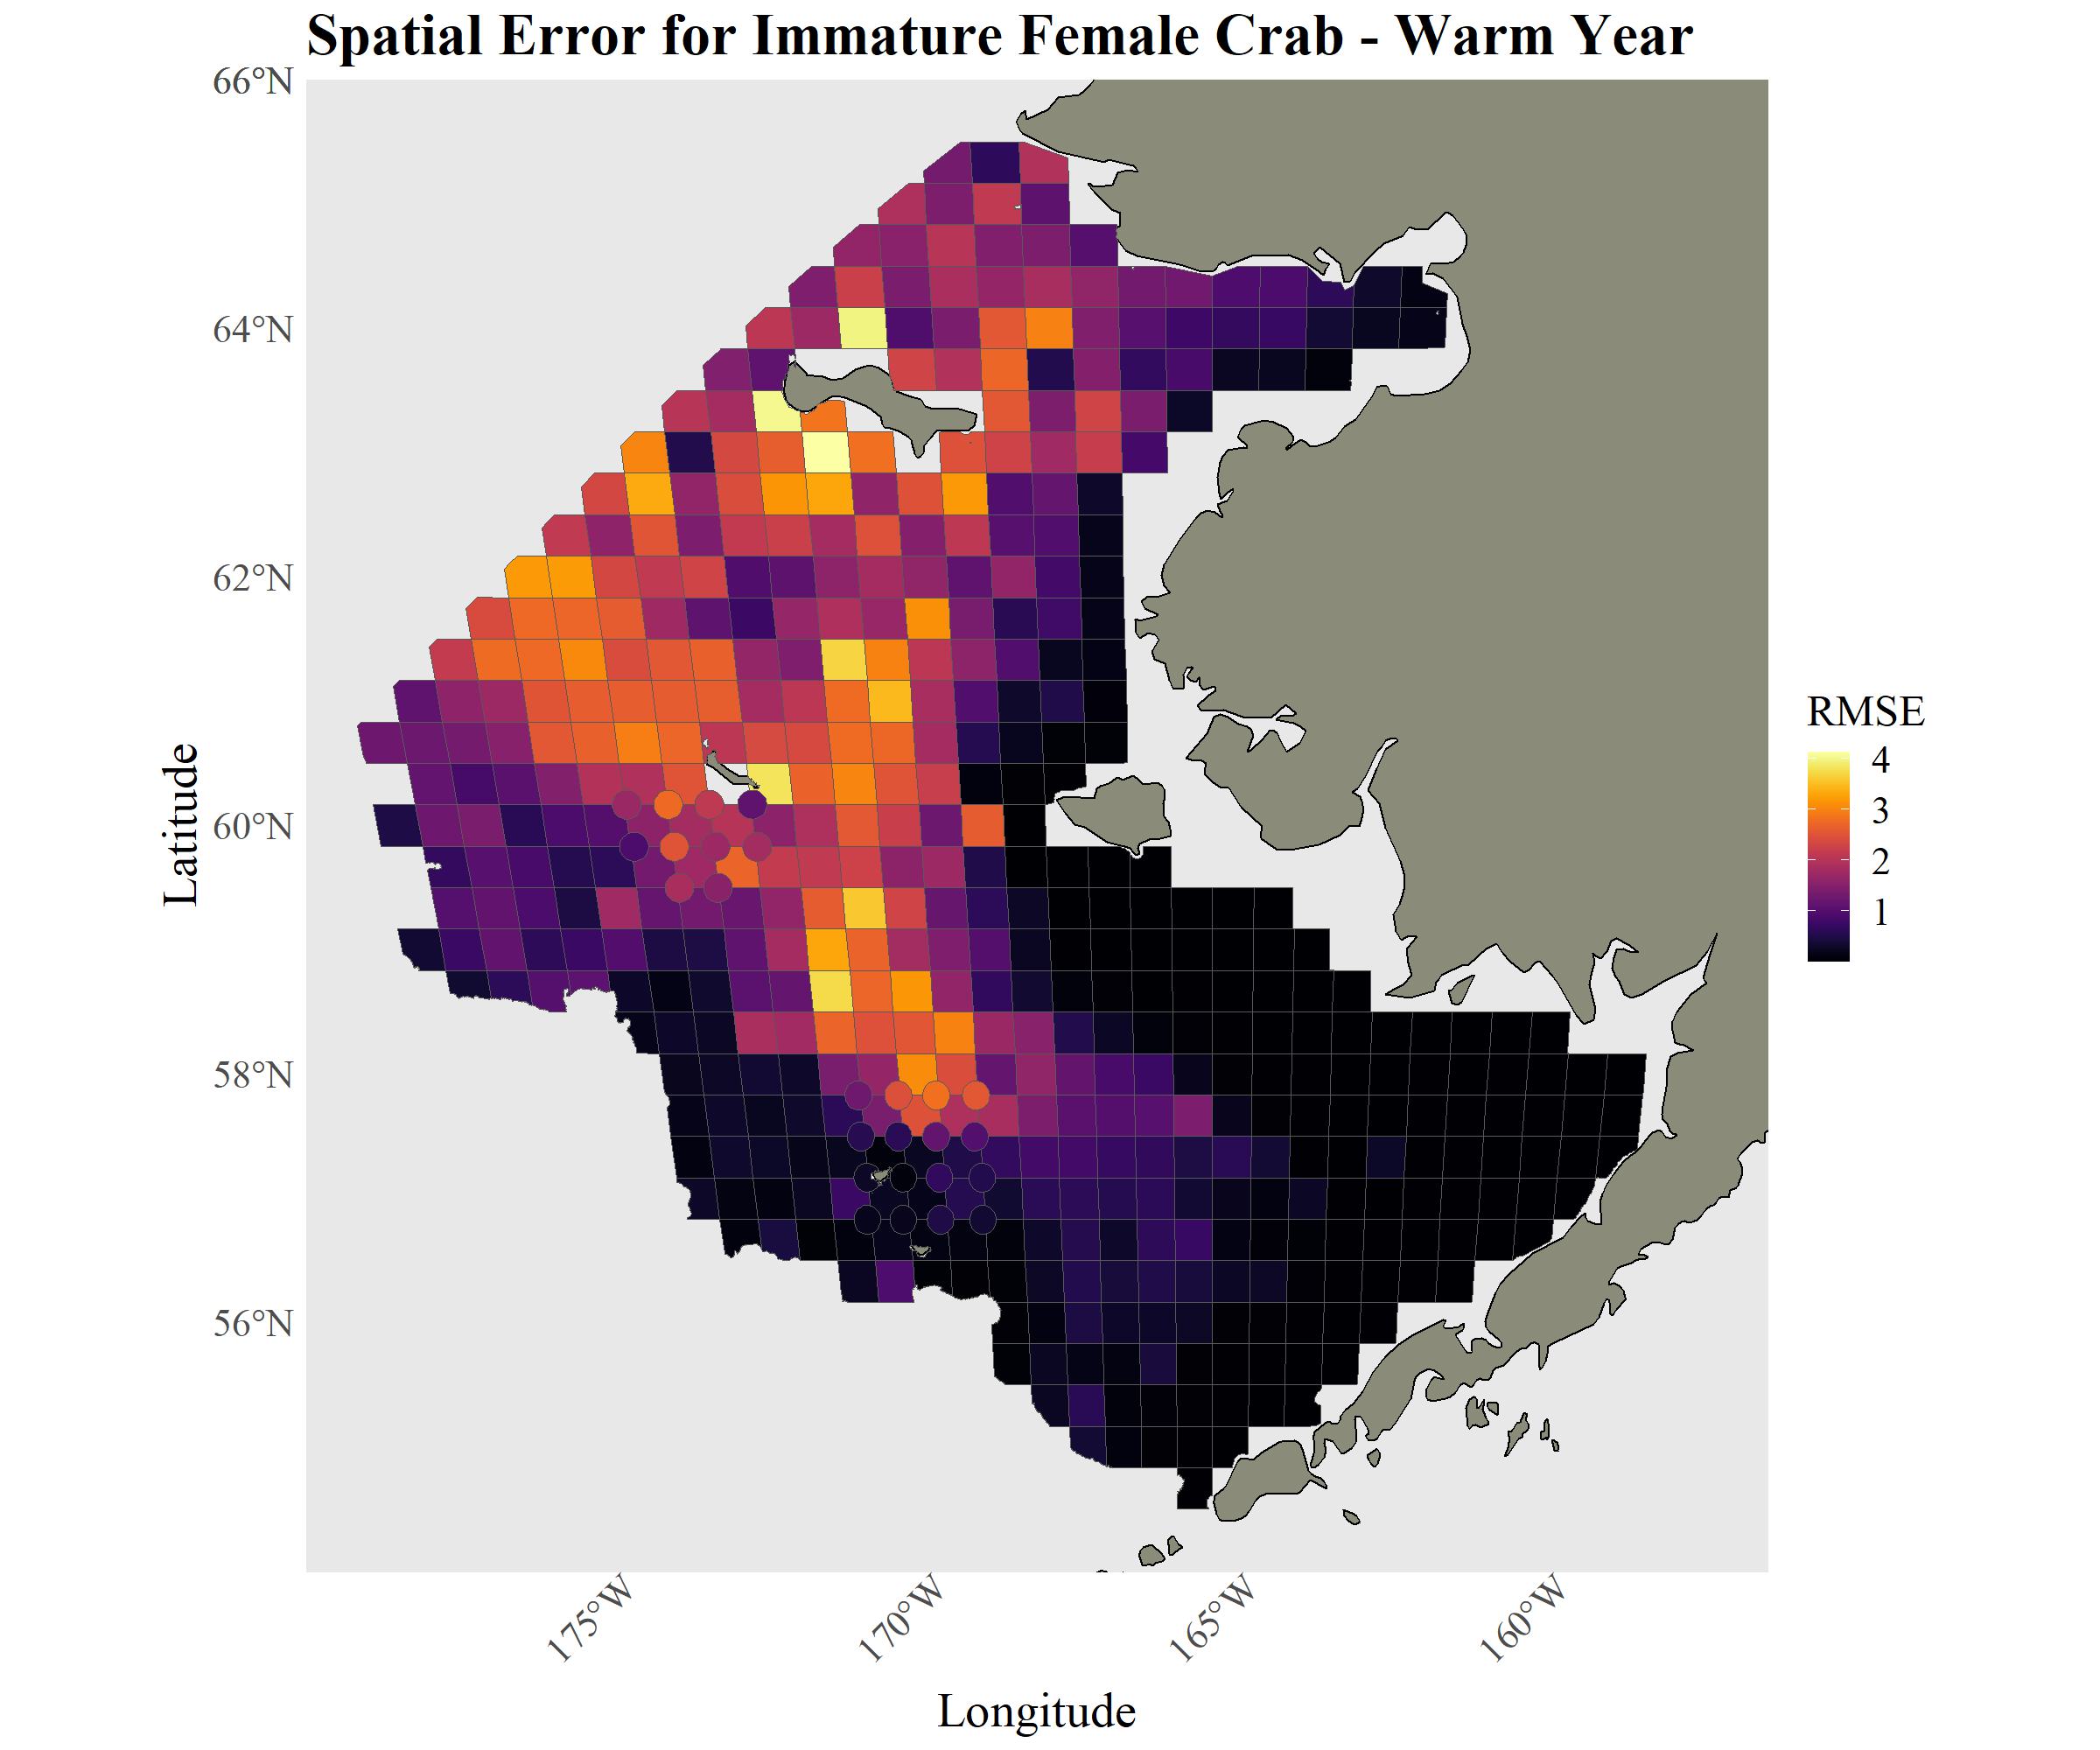 Spatial Error for Immature Female Crab - Warm Year
66°N
64°N
62°N
60°N
58°N
56°N
Latitude
175°W
170°W
165°W
160°W
Longitude
RMSE
4
3
2
1